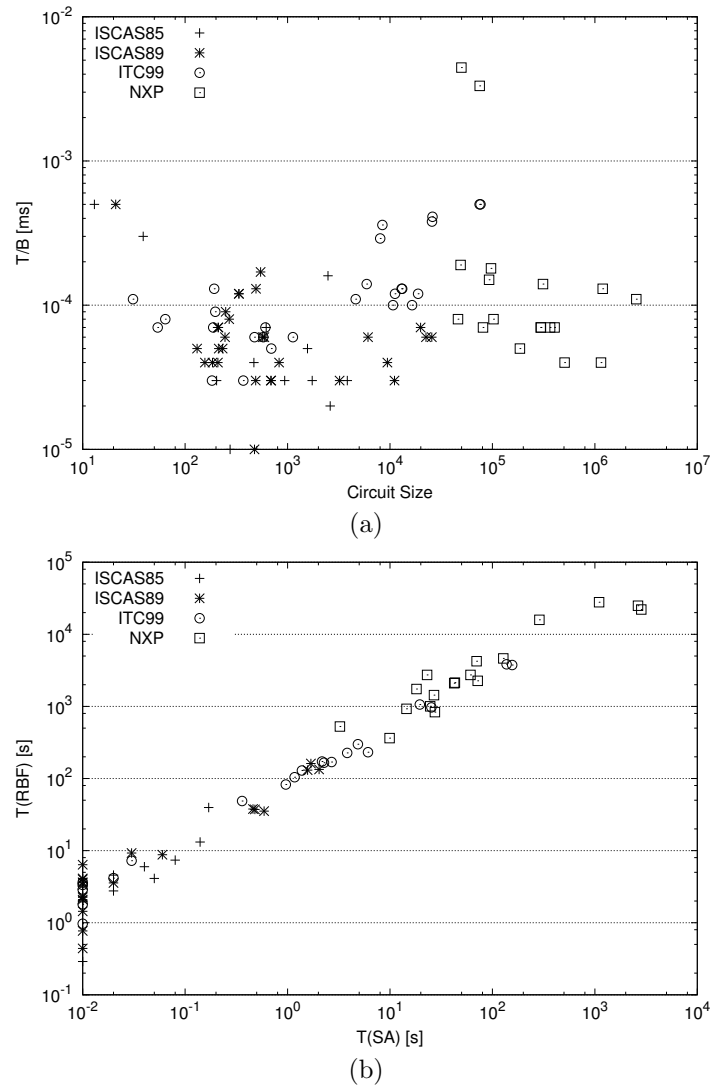 10^-2
ISCAS85
ISCAS89
ITC99
NXP
10^-3
T/B [ms]
10^-4
10^-5
10^1 10^2 10^3 10^4 10^5 10^6 10^7
Circuit Size
(a)
10^5
ISCAS85
ISCAS89
ITC99
NXP
10^4
10^3
T(RBF) [s]
10^2
10^1
10^0
10^-1
10^-2 10^-1 10^0 10^1 10^2 10^3 10^4
T(SA) [s]
(b)